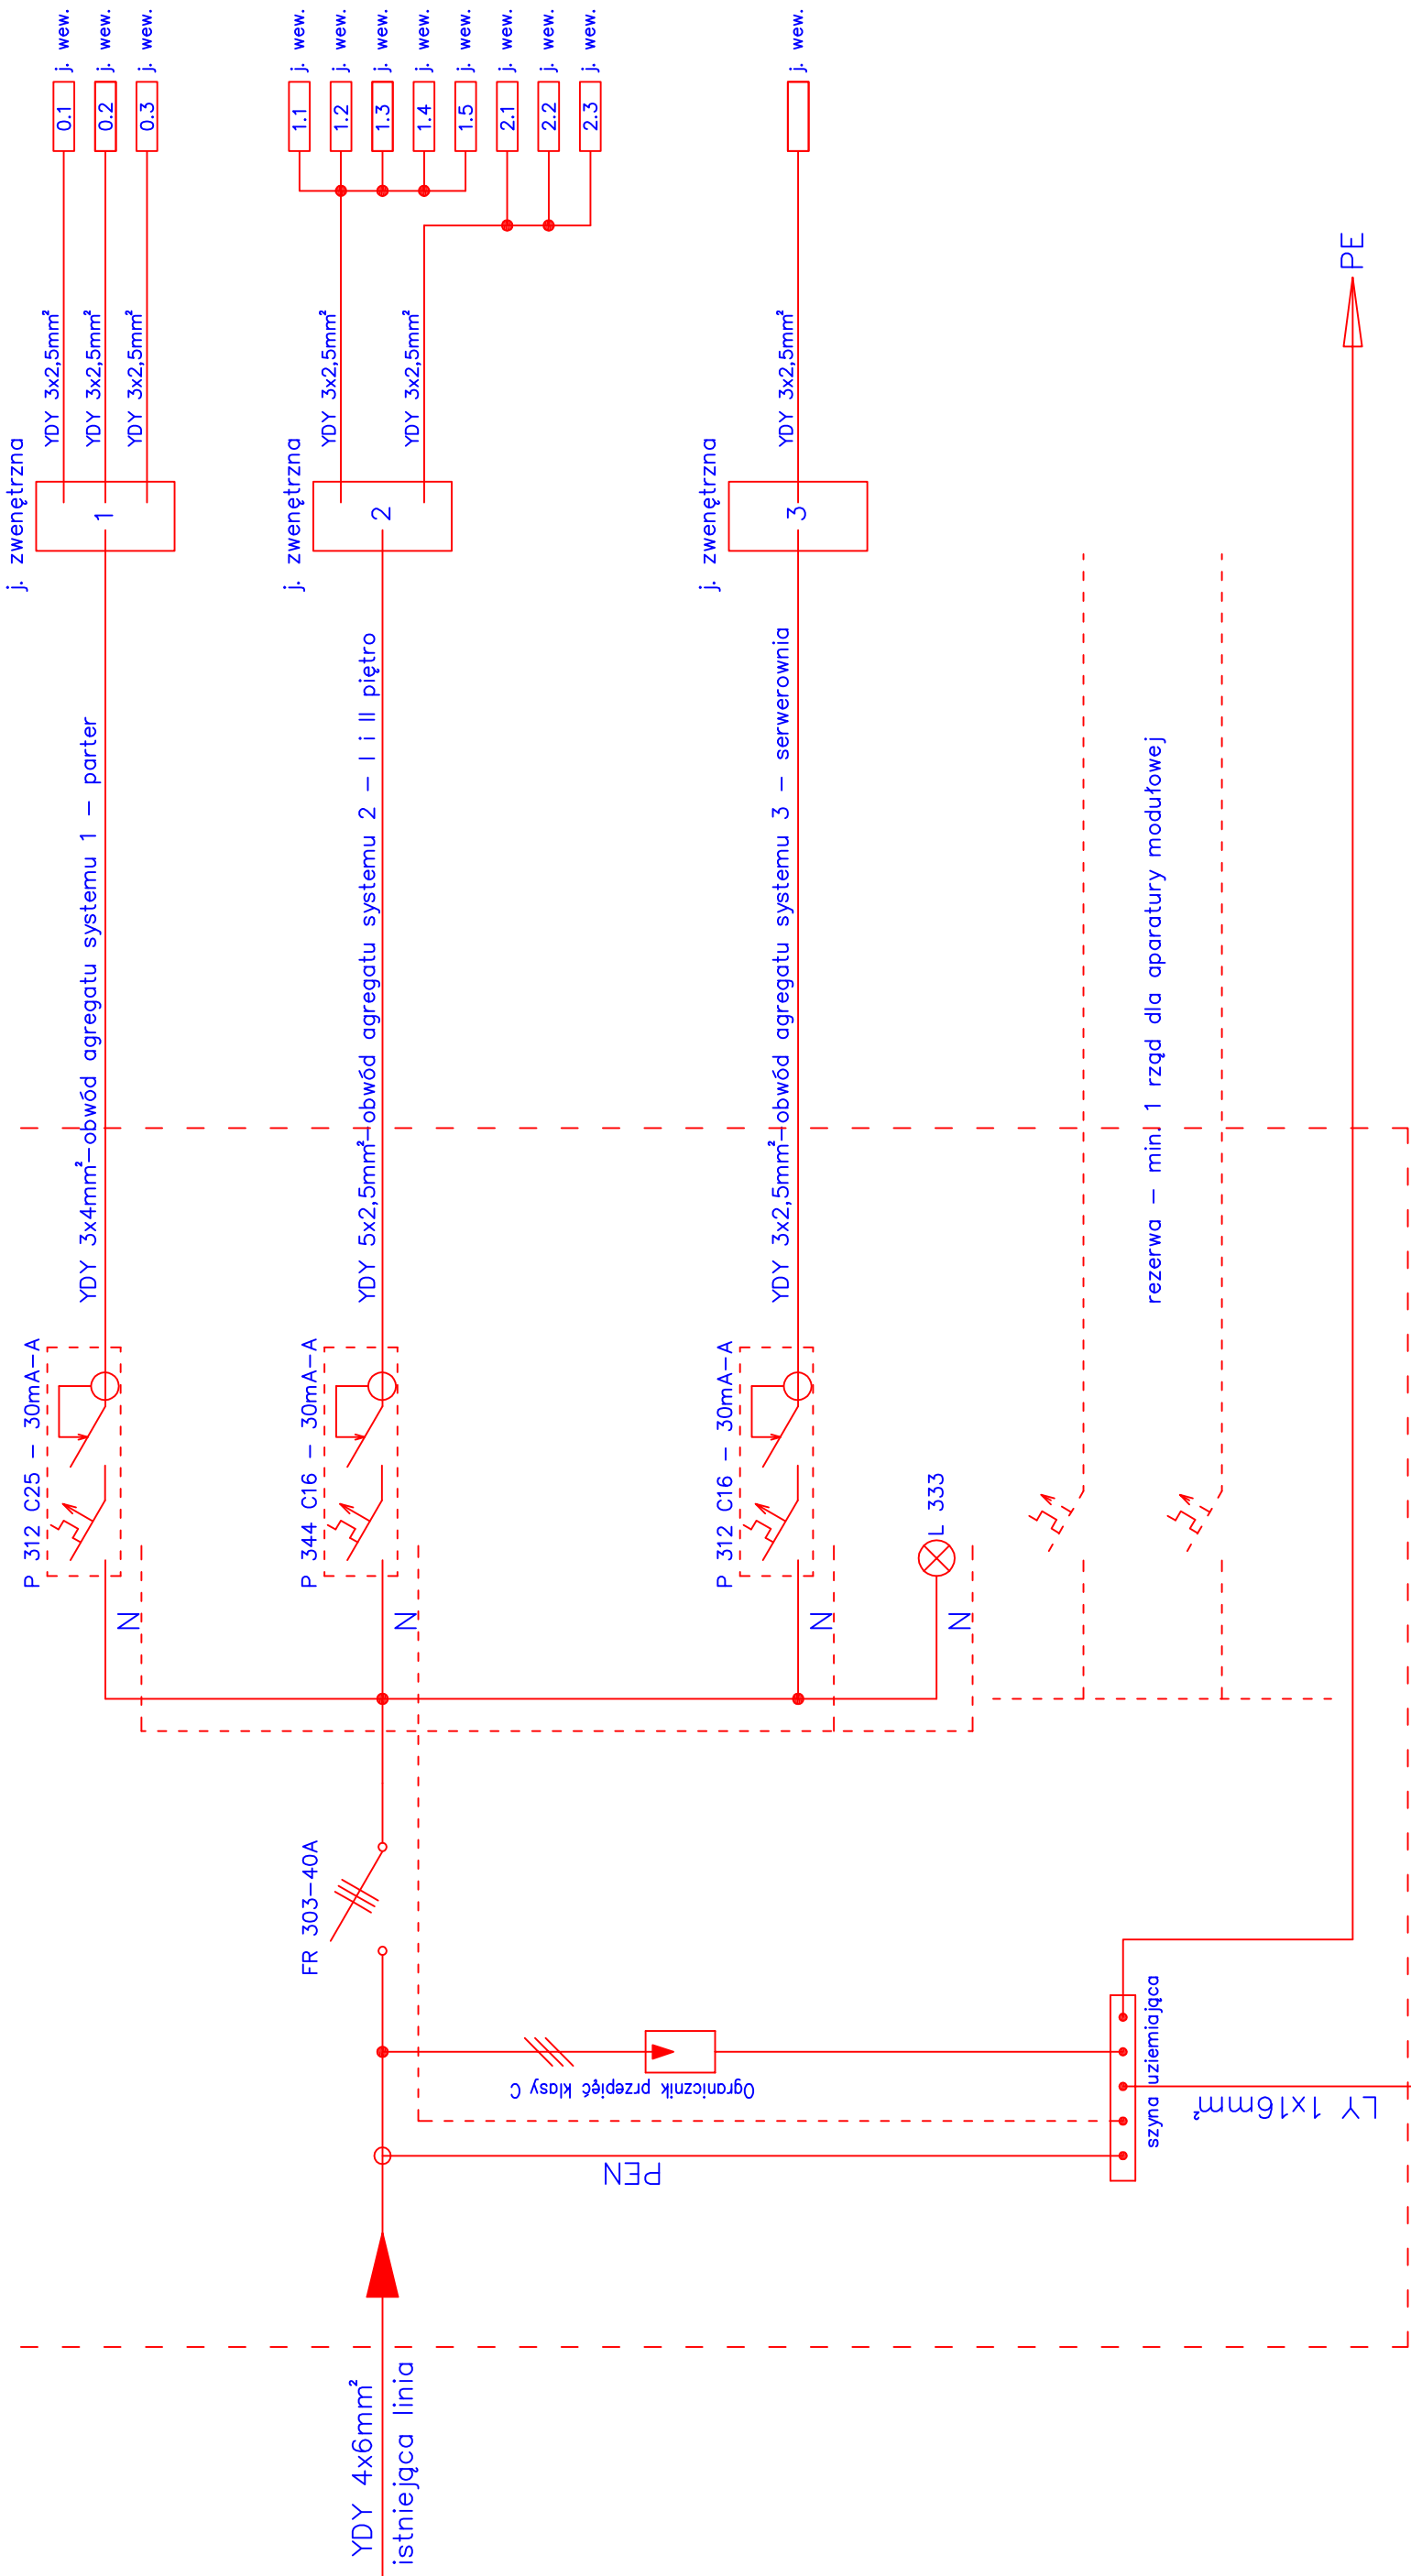 YDY 4x6mm²
istniejąca linia
PEN
Ogranicznik przepięć klasy C
szyna uziemiająca
LY 1x16mm²
PE
FR 303-40A
N
N
N
N
P 312 C25 - 30mA-A
YDY 3x4mm²-obwód agregatu systemu 1 - parter
j. zwenętrzna
1
YDY 3x2,5mm²
YDY 3x2,5mm²
YDY 3x2,5mm²
0.1 j. wew.
0.2 j. wew.
0.3 j. wew.
P 344 C16 - 30mA-A
YDY 5x2,5mm²-obwód agregatu systemu 2 - I i II piętro
j. zwenętrzna
2
YDY 3x2,5mm²
YDY 3x2,5mm²
1.1 j. wew.
1.2 j. wew.
1.3 j. wew.
1.4 j. wew.
1.5 j. wew.
2.1 j. wew.
2.2 j. wew.
2.3 j. wew.
P 312 C16 - 30mA-A
YDY 3x2,5mm²-obwód agregatu systemu 3 - serwerownia
j. zwenętrzna
3
YDY 3x2,5mm²
j. wew.
L 333
rezerwa - min. 1 rząd dla aparatury modułowej